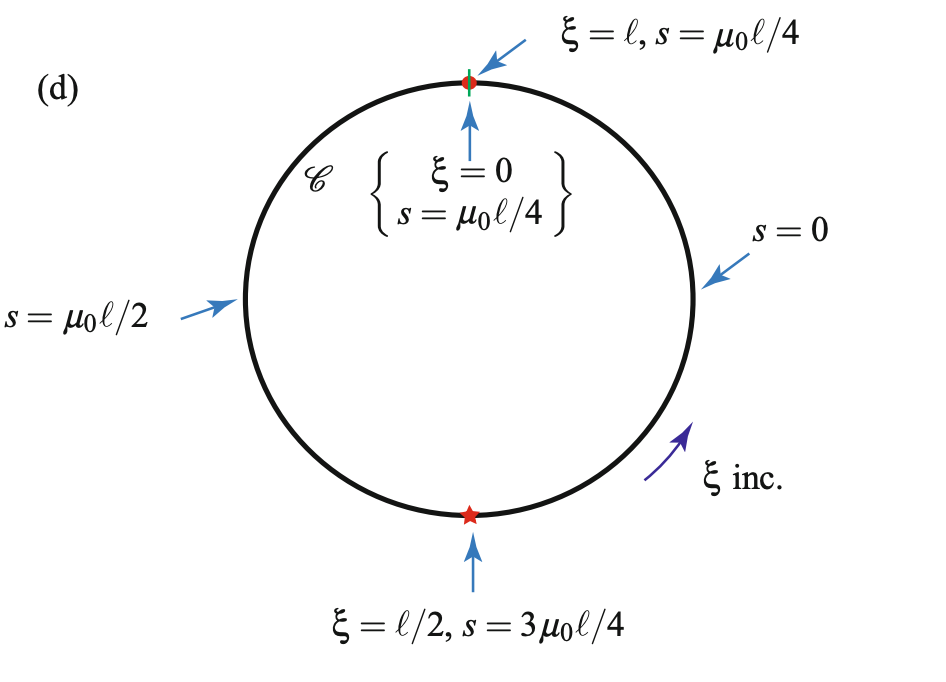 (d)
ξ = ℓ, s = μ₀ℓ/4
𝒞
ξ = 0
s = μ₀ℓ/4
s = 0
s = μ₀ℓ/2
ξ inc.
ξ = ℓ/2, s = 3μ₀ℓ/4